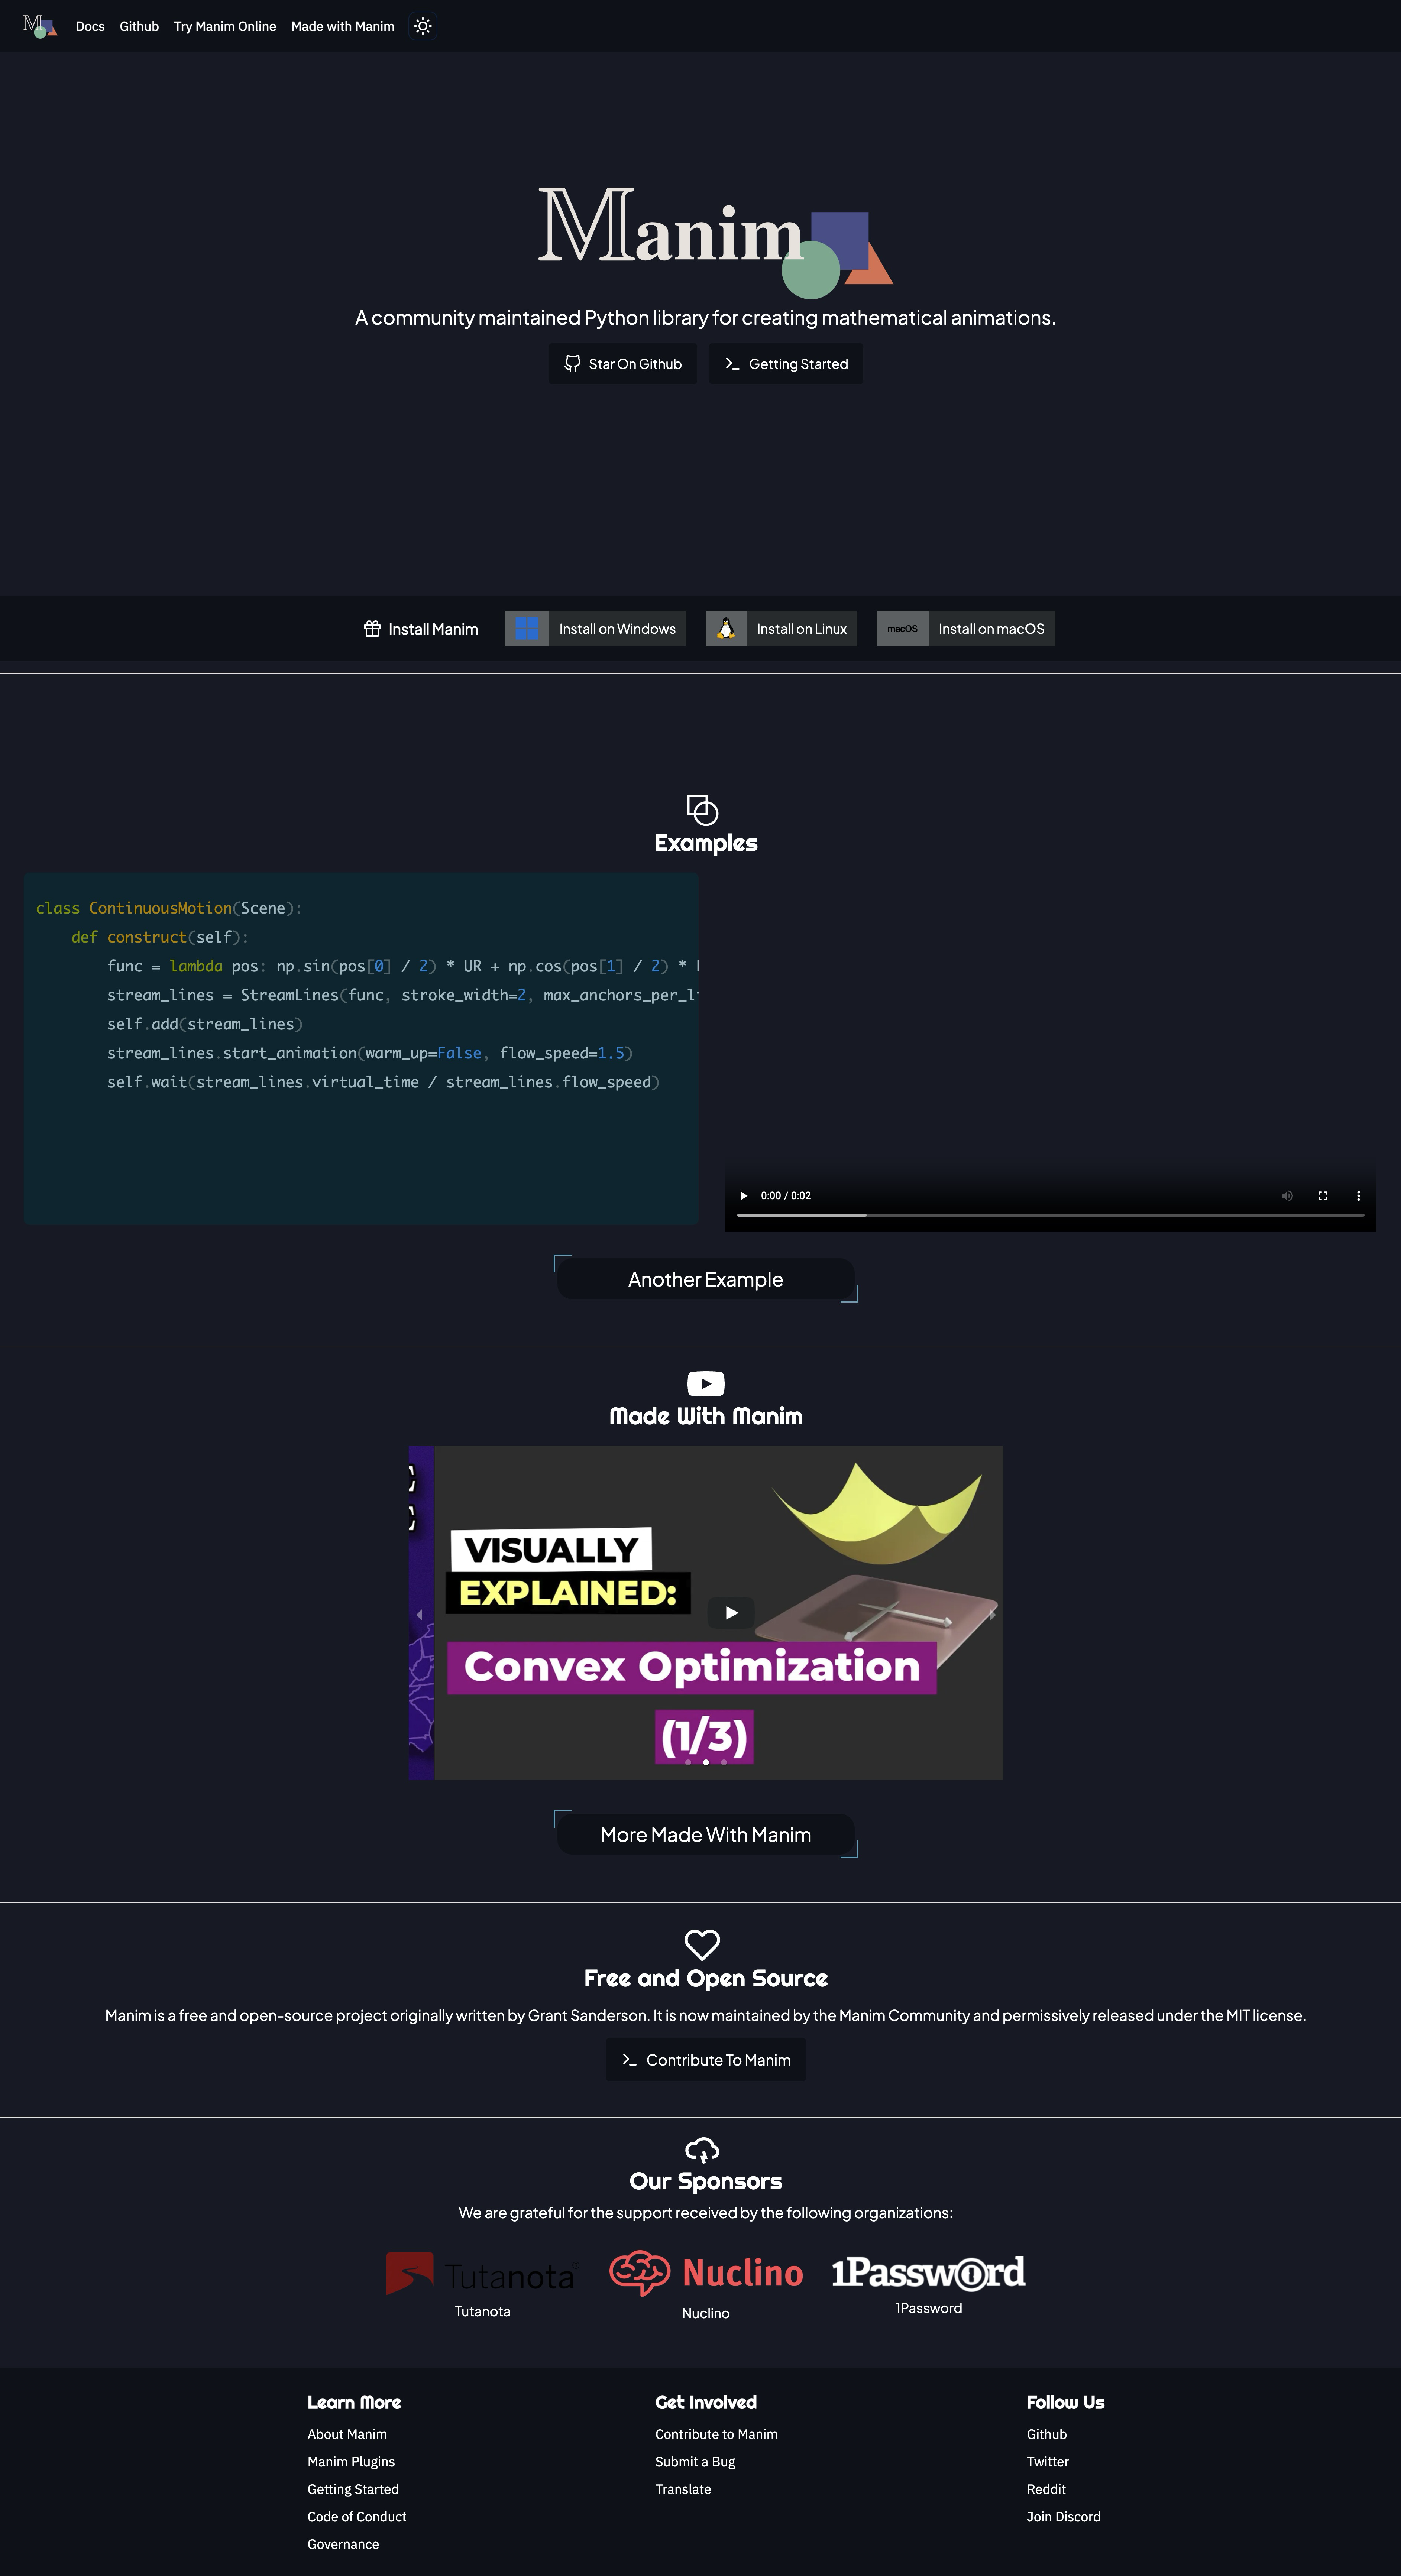 M
Docs
Github
Try Manim Online
Made with Manim
Manim
A community maintained Python library for creating mathematical animations.
Star On Github
Getting Started
Install Manim
Install on Windows
Install on Linux
macOS
Install on macOS
Examples
class ContinuousMotion(Scene):
def construct(self):
func = lambda pos: np.sin(pos[0] / 2) * UR + np.cos(pos[1] / 2) *
stream_lines = StreamLines(func, stroke_width=2, max_anchors_per_l
self.add(stream_lines)
stream_lines.start_animation(warm_up=False, flow_speed=1.5)
self.wait(stream_lines.virtual_time / stream_lines.flow_speed)
0:00 / 0:02
Another Example
Made With Manim
VISUALLY
EXPLAINED:
Convex Optimization
(1/3)
More Made With Manim
Free and Open Source
Manim is a free and open-source project originally written by Grant Sanderson. It is now maintained by the Manim Community and permissively released under the MIT license.
Contribute To Manim
Our Sponsors
We are grateful for the support received by the following organizations:
Tutanota
Nuclino
1Password
Tutanota
Nuclino
1Password
Learn More
About Manim
Manim Plugins
Getting Started
Code of Conduct
Governance
Get Involved
Contribute to Manim
Submit a Bug
Translate
Follow Us
Github
Twitter
Reddit
Join Discord